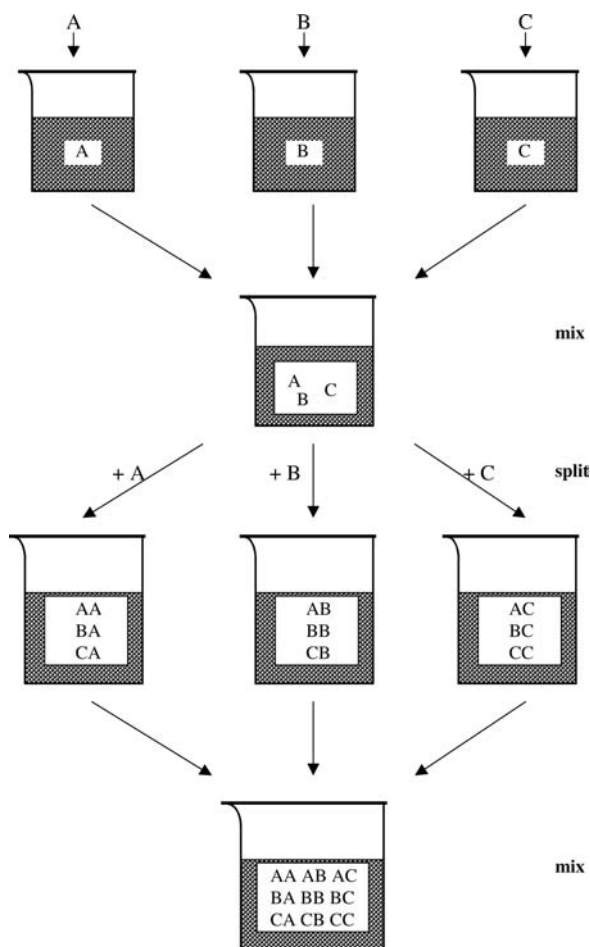 A B C
A B C
mix
A
B C
+ A + B + C split
AA AB AC
BA BB BC
CA CB CC
AA AB AC
BA BB BC
CA CB CC
mix